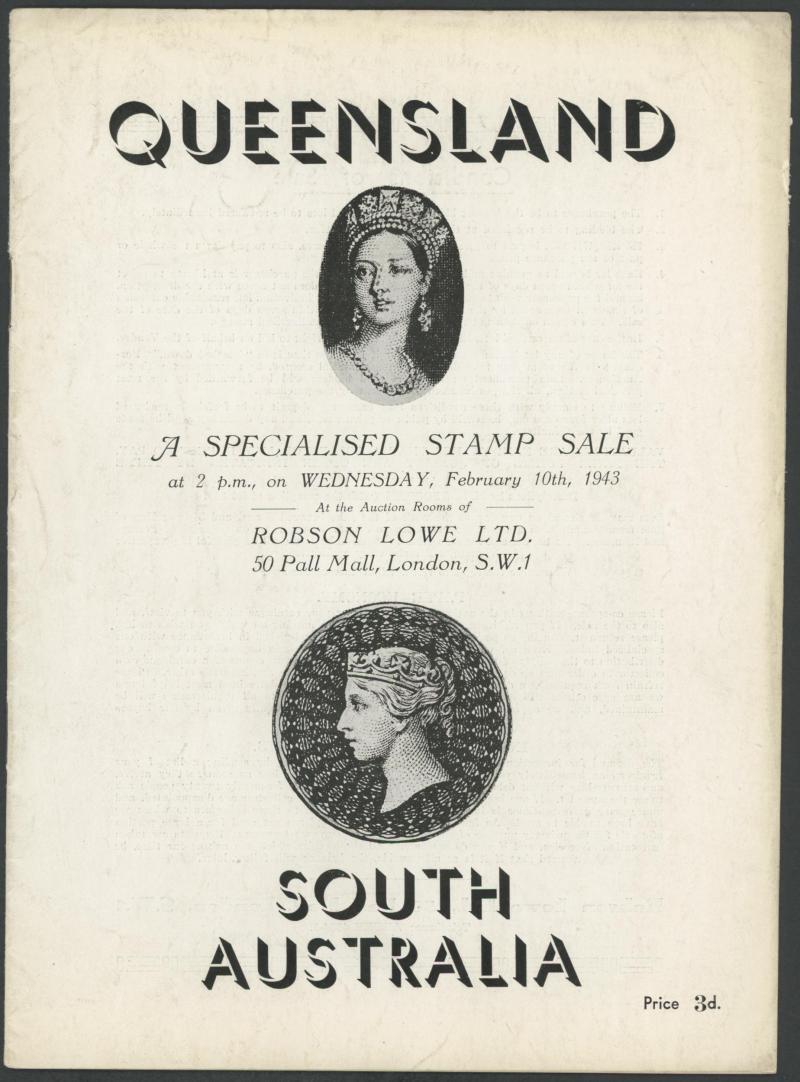 QUEENSLAND
A SPECIALISED STAMP SALE
at 2 p.m., on WEDNESDAY, February 10th, 1943
At the Auction Rooms of
ROBSON LOWE LTD.
50 Pall Mall, London, S.W.1
SOUTH
AUSTRALIA
Price 3d.